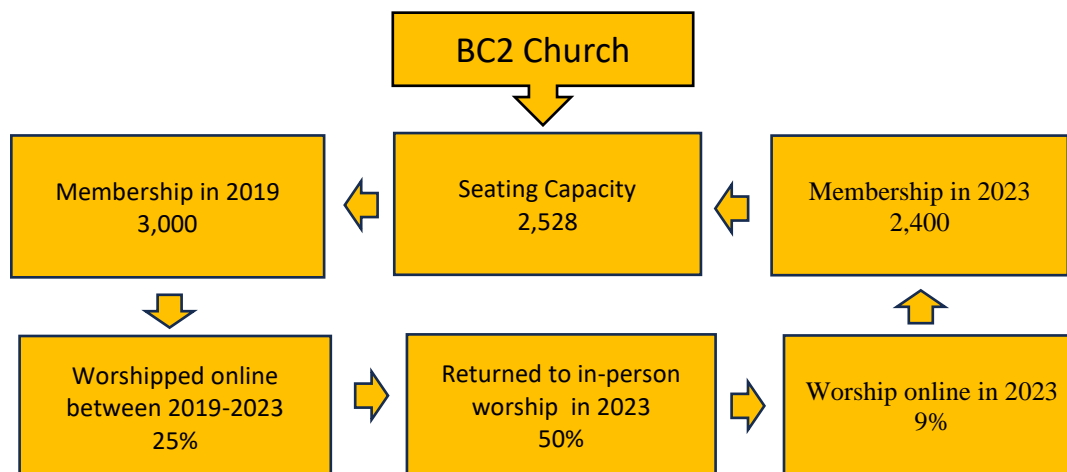 BC2 Church
Membership in 2019
3,000
Seating Capacity
2,528
Membership in 2023
2,400
Worshipped online
between 2019-2023
25%
Returned to in-person
worship in 2023
50%
Worship online in 2023
9%